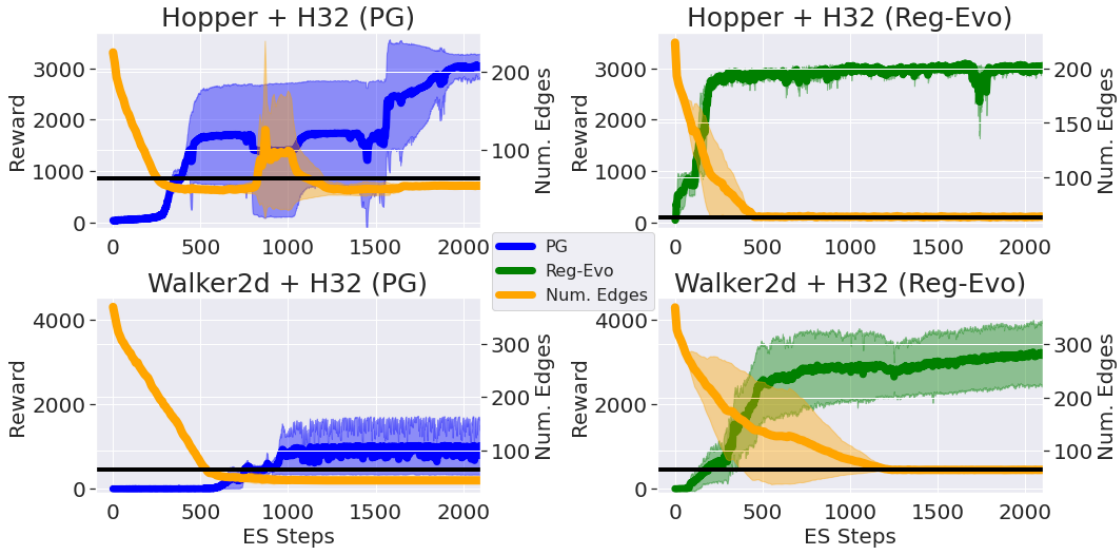 Hopper + H32 (PG)
Reward
3000
2000
1000
0
200
100
Num. Edges
0 500 1000 1500 2000
Hopper + H32 (Reg-Evo)
Reward
3000
2000
1000
0
200
150
100
Num. Edges
0 500 1000 1500 2000
PG
Reg-Evo
Num. Edges
Walker2d + H32 (PG)
Reward
4000
2000
0
300
200
100
Num. Edges
0 500 1000 1500 2000
ES Steps
Walker2d + H32 (Reg-Evo)
Reward
4000
2000
0
300
200
100
Num. Edges
0 500 1000 1500 2000
ES Steps